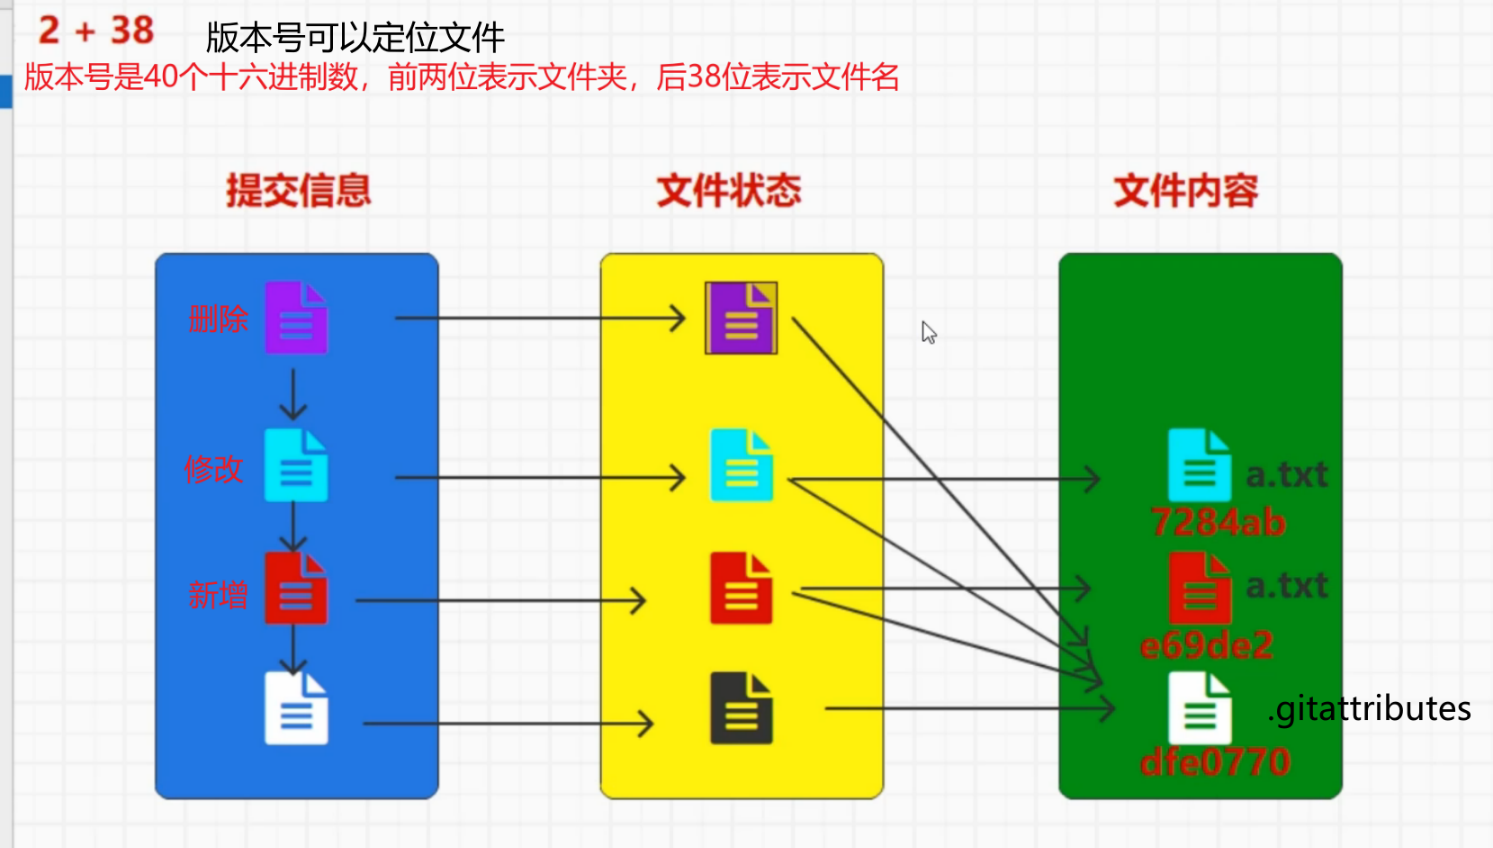 2 + 38
版本号可以定位文件
版本号是40个十六进制数，前两位表示文件夹，后38位表示文件名
提交信息
文件状态
文件内容
删除
修改
a.txt
7284ab
新增
a.txt
e69de2
.gitattributes
dfe0770